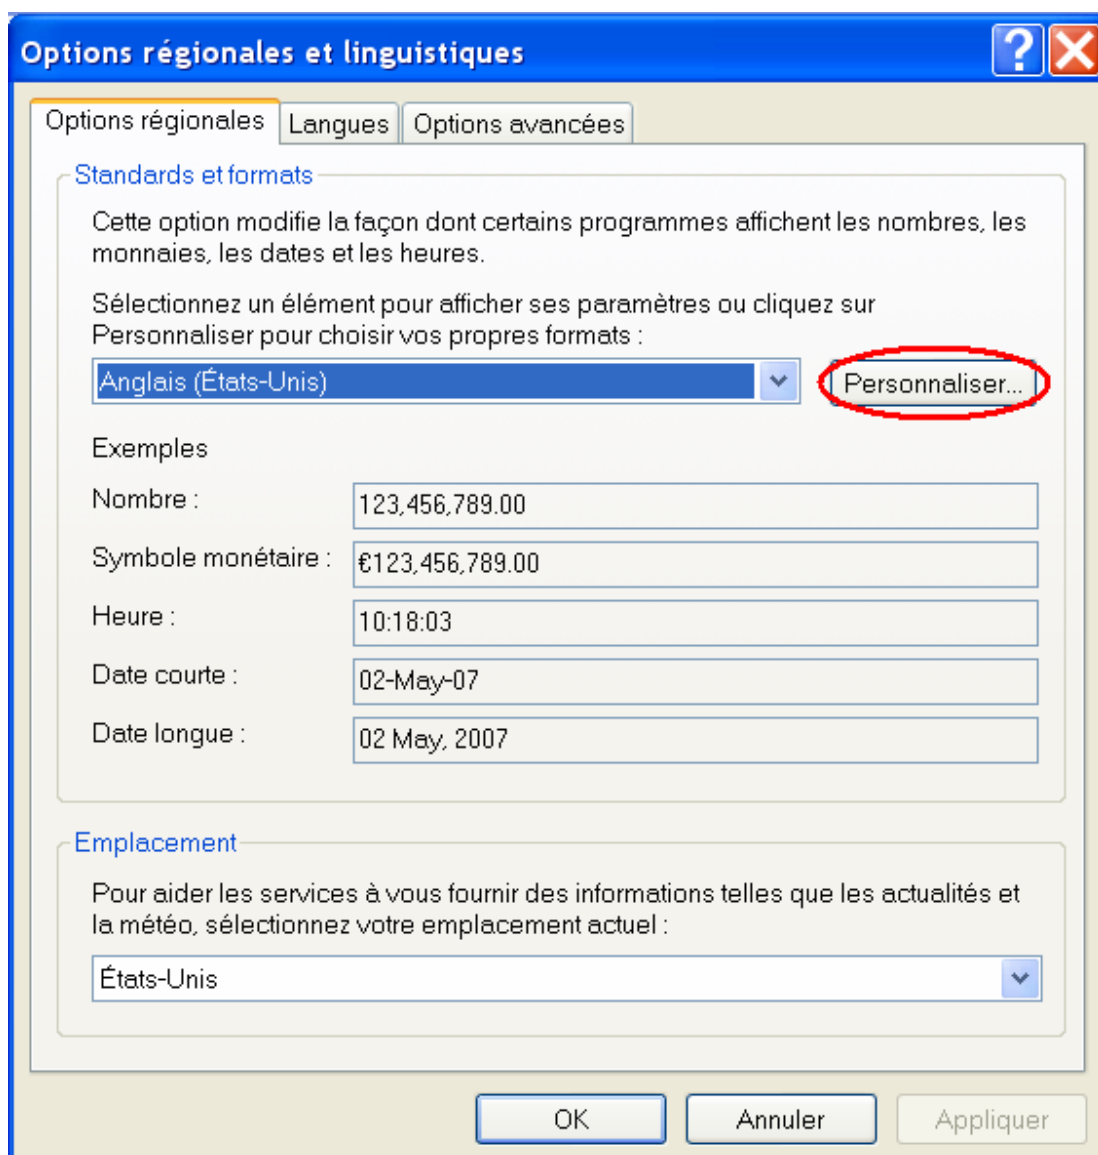 Options régionales et linguistiques
Options régionales
Langues
Options avancées
Standards et formats
Cette option modifie la façon dont certains programmes affichent les nombres, les
monnaies, les dates et les heures.
Sélectionnez un élément pour afficher ses paramètres ou cliquez sur
Personnaliser pour choisir vos propres formats :
Anglais (États-Unis)
Personnaliser...
Exemples
Nombre : 123,456,789.00
Symbole monétaire : €123,456,789.00
Heure : 10:18:03
Date courte : 02-May-07
Date longue : 02 May, 2007
Emplacement
Pour aider les services à vous fournir des informations telles que les actualités et
la météo, sélectionnez votre emplacement actuel :
États-Unis
OK Annuler Appliquer